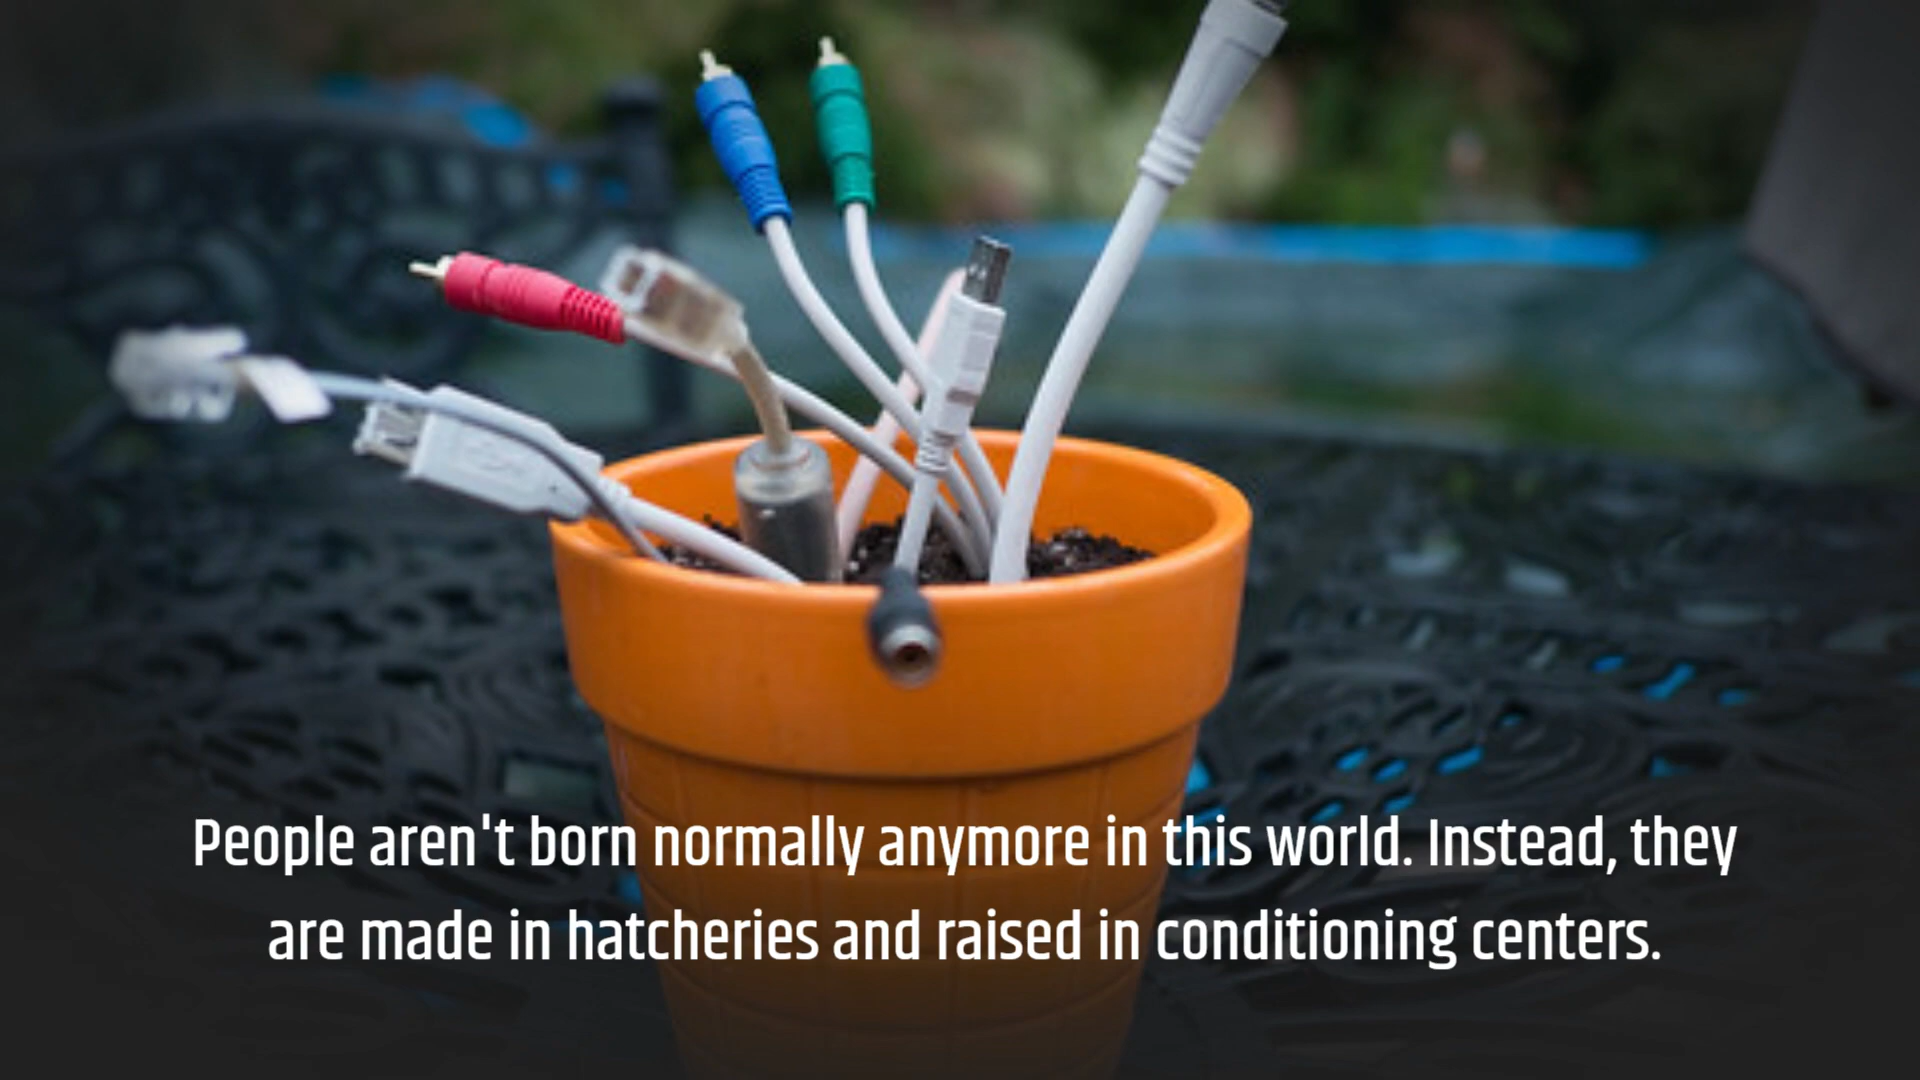 People aren't born normally anymore in this world. Instead, they
are made in hatcheries and raised in conditioning centers.